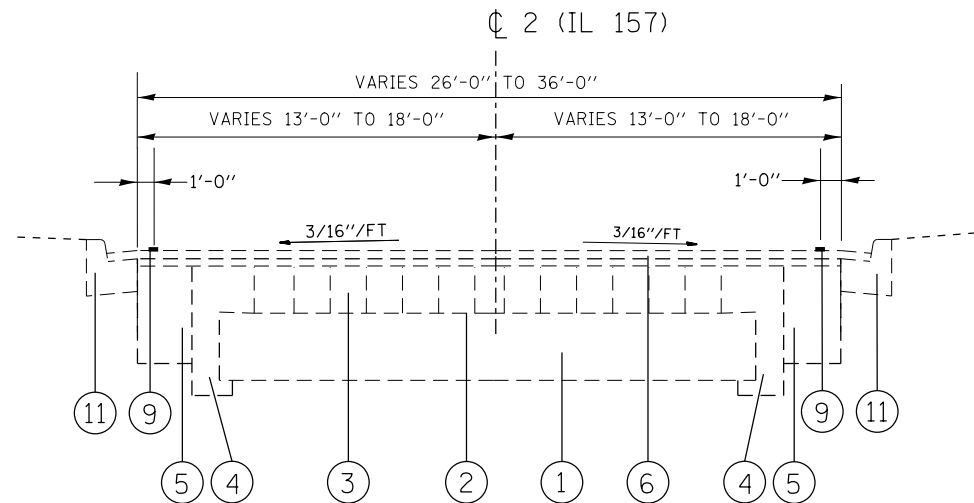 ℄ 2 (IL 157)
VARIES 26'-0" TO 36'-0"
VARIES 13'-0" TO 18'-0" VARIES 13'-0" TO 18'-0"
1'-0" 1'-0"
3/16"/FT 3/16"/FT
11 9 9 11
5 4 3 2 1 6 4 5